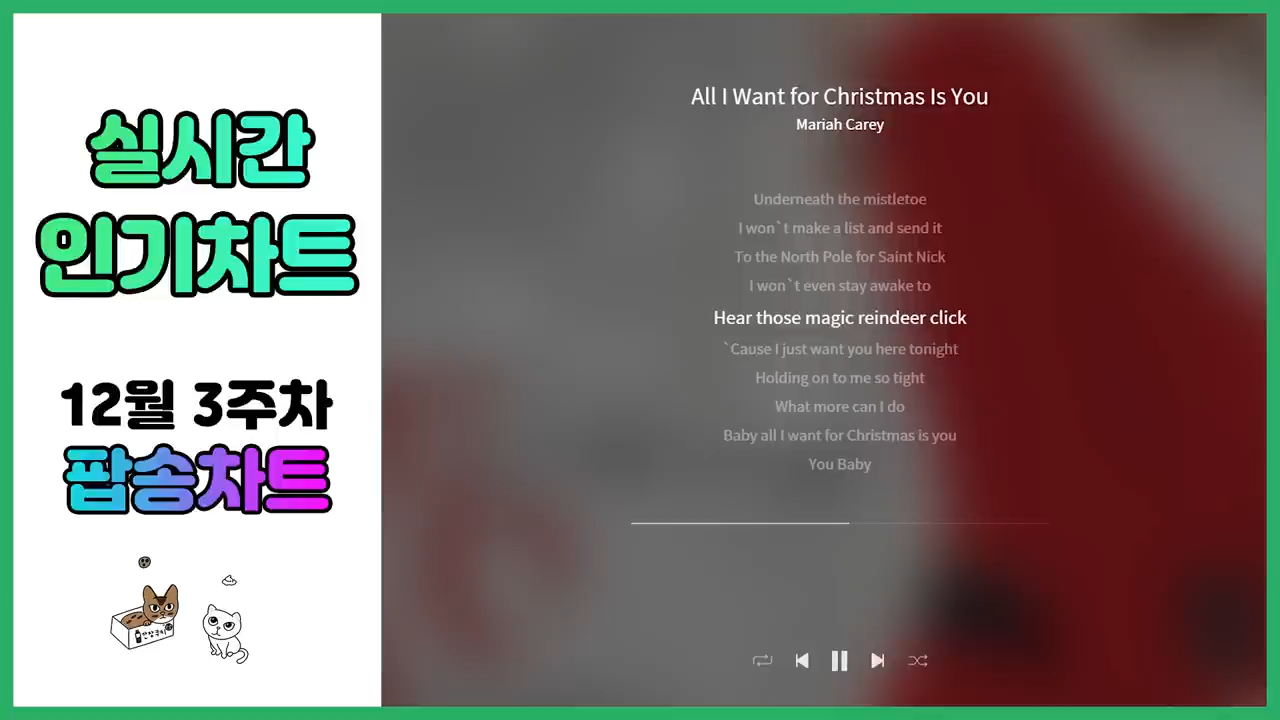 실시간
인기차트
12월 3주차
팝송차트
All I Want for Christmas Is You
Mariah Carey
Underneath the mistletoe
I won`t make a list and send it
To the North Pole for Saint Nick
I won`t even stay awake to
Hear those magic reindeer click
`Cause I just want you here tonight
Holding on to me so tight
What more can I do
Baby all I want for Christmas is you
You Baby